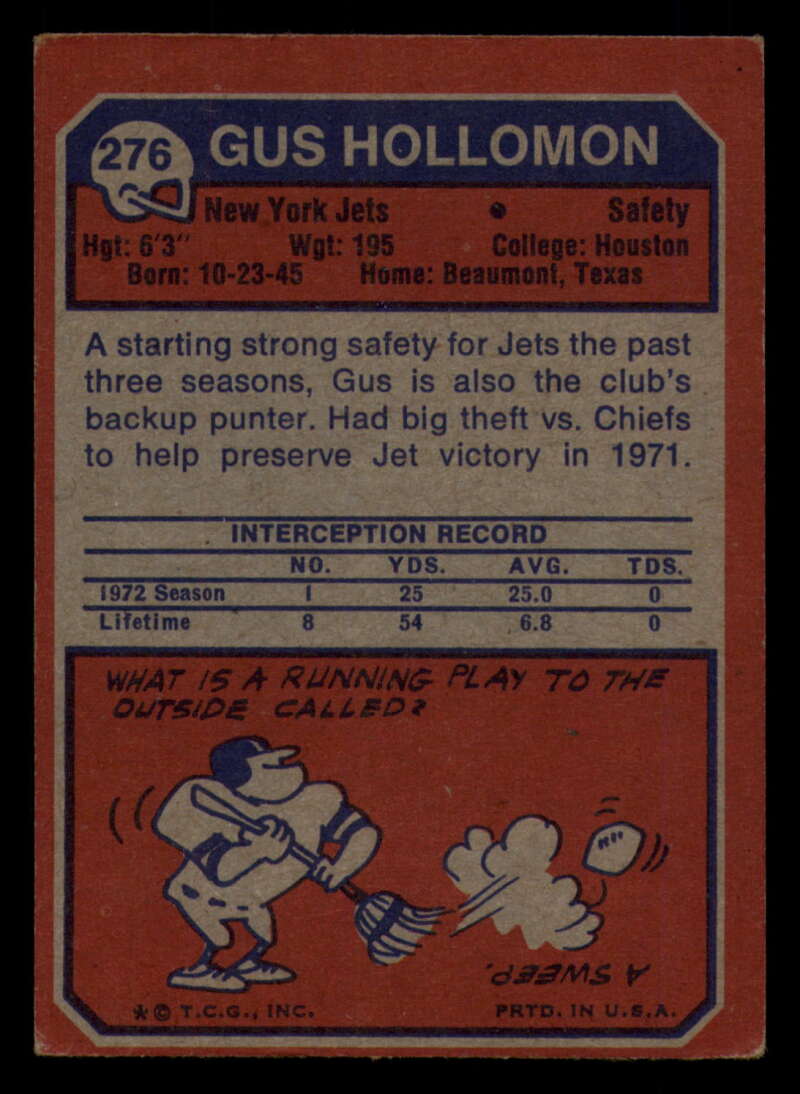 276 GUS HOLLOMON
New York Jets • Safety
Hgt: 6'3" Wgt: 195 College: Houston
Born: 10-23-45 Home: Beaumont, Texas
A starting strong safety for Jets the past
three seasons, Gus is also the club's
backup punter. Had big theft vs. Chiefs
to help preserve Jet victory in 1971.
INTERCEPTION RECORD
NO. YDS. AVG. TDS.
1972 Season 1 25 25.0 0
Lifetime 8 54 6.8 0
WHAT IS A RUNNING PLAY TO THE
OUTSIDE CALLED?
A SWEEP.
★ © T.C.G., INC. PRTD. IN U.S.A.